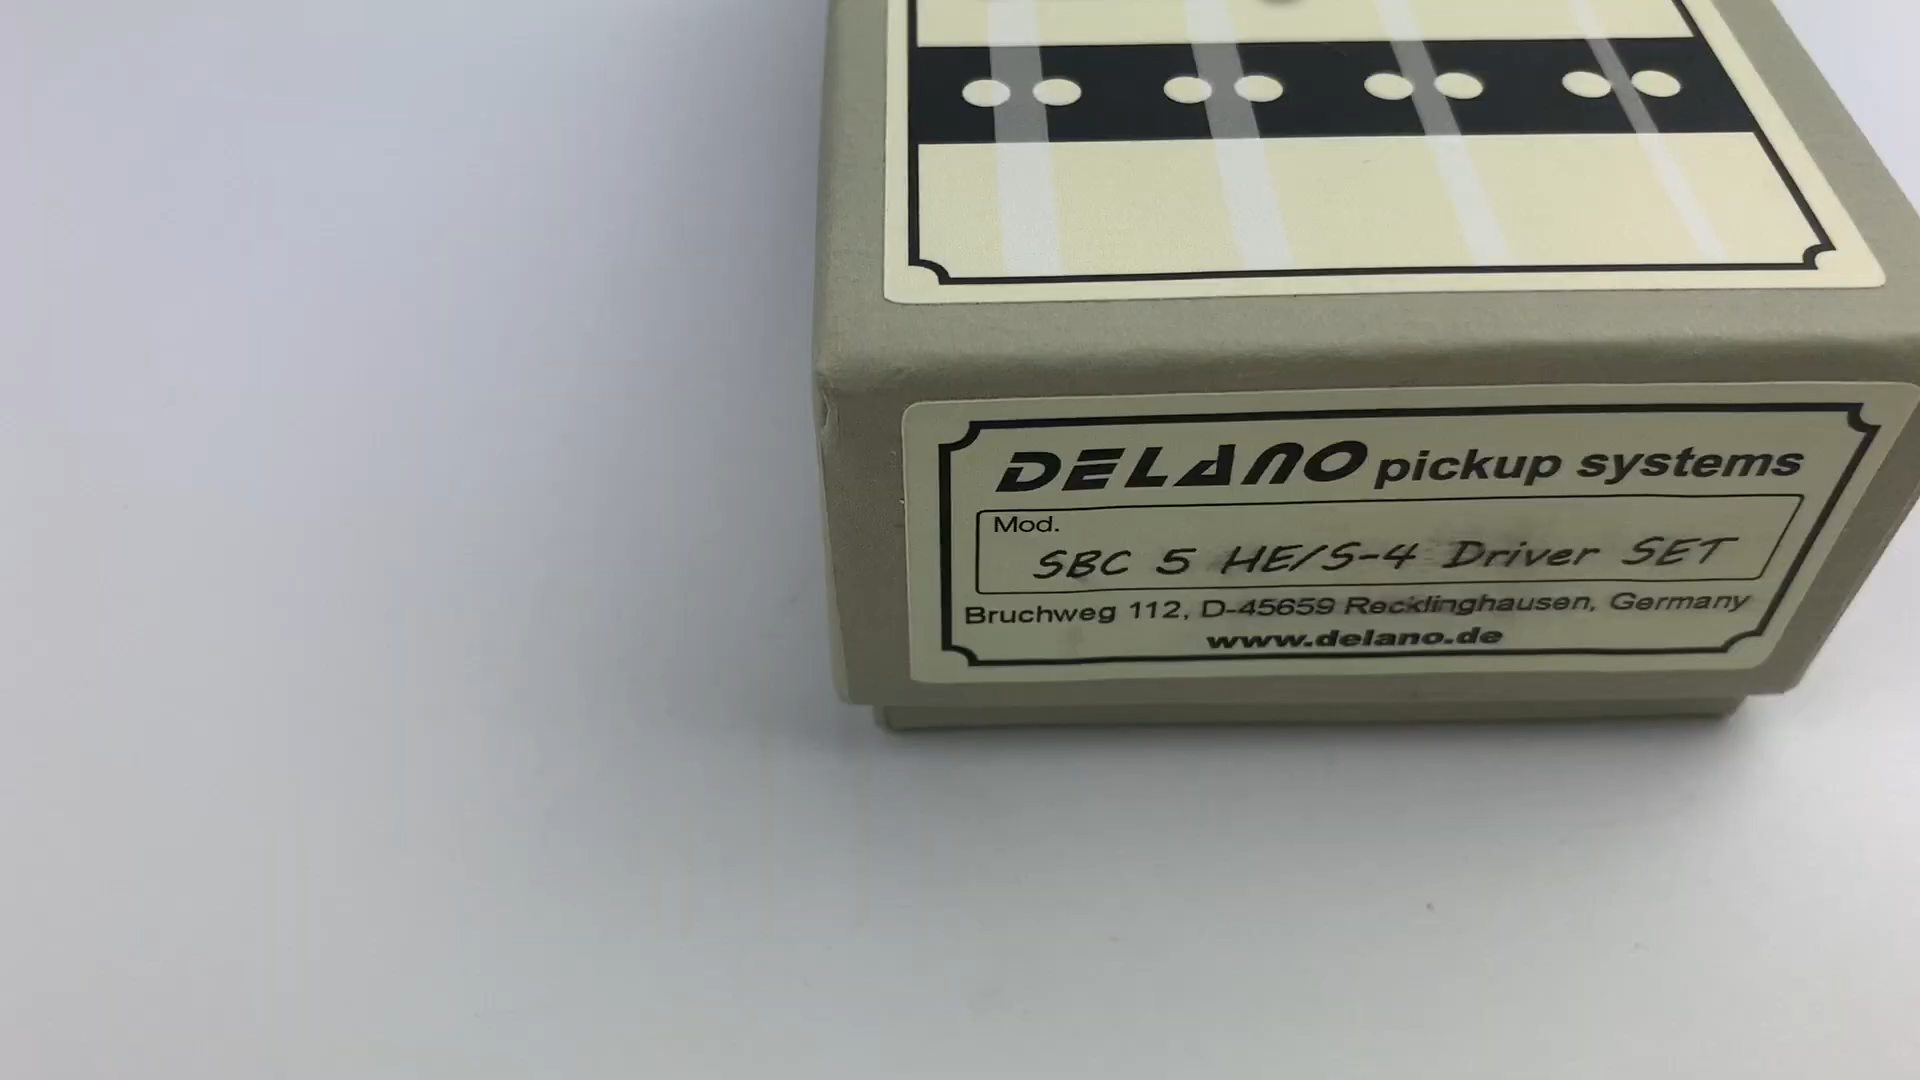 DELANO pickup systems
Mod.
SBC 5 HE/S-4 Driver SET
Bruchweg 112, D-45659 Recklinghausen, Germany
www.delano.de